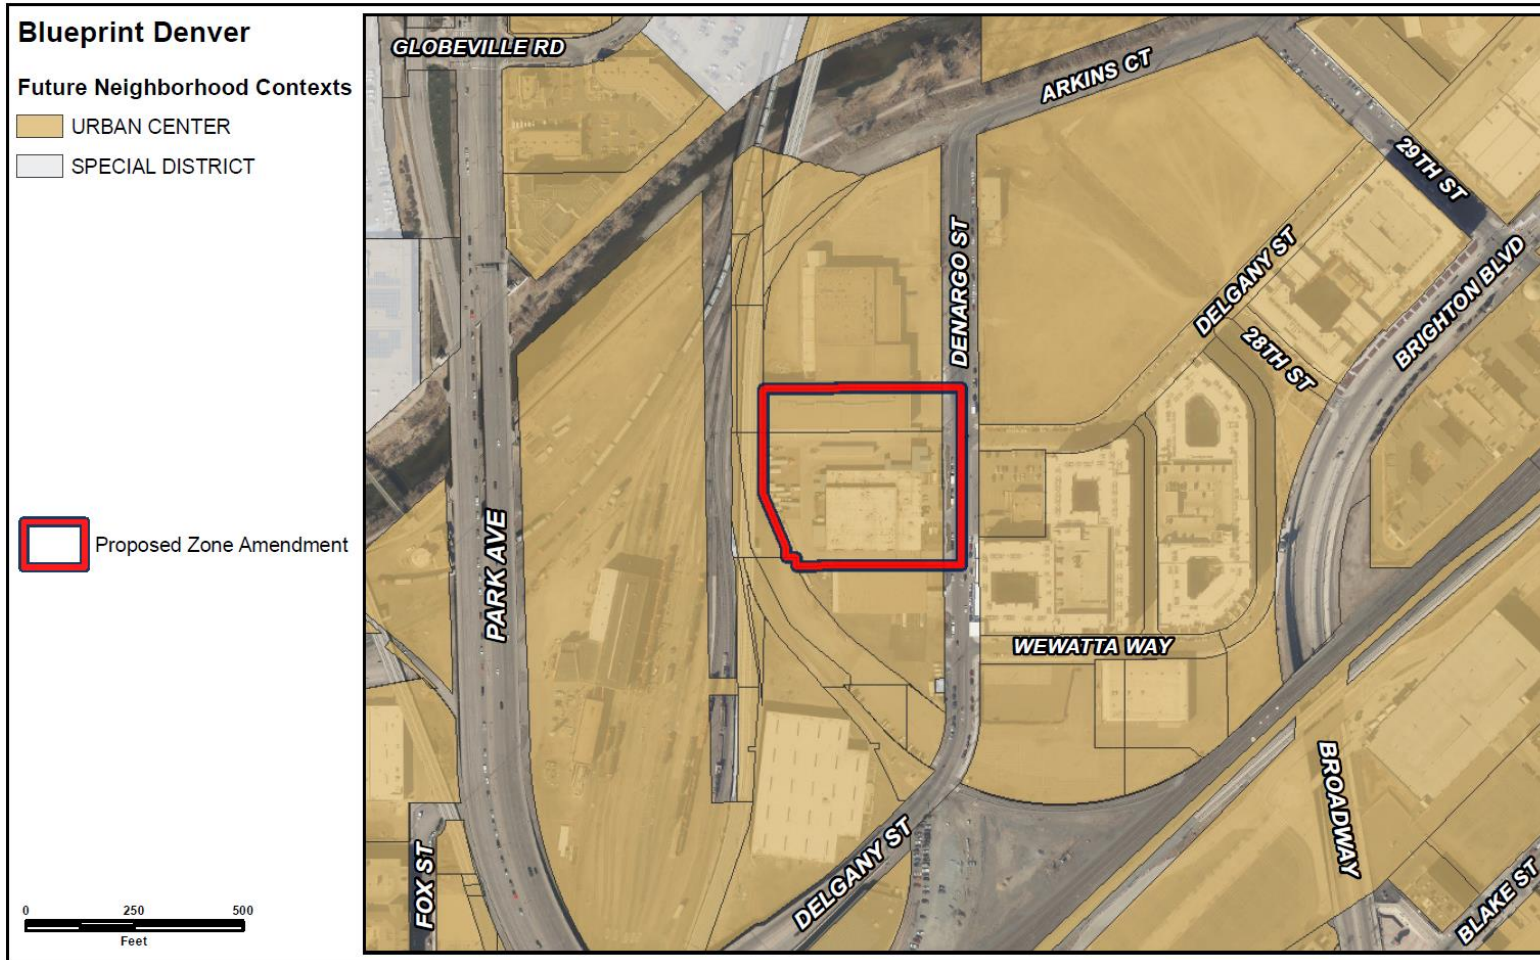 Blueprint Denver
Future Neighborhood Contexts
URBAN CENTER
SPECIAL DISTRICT
Proposed Zone Amendment
0 250 500
Feet
GLOBEVILLE RD
ARKINS CT
29TH ST
DENARGO ST
DELGANY ST
BRIGHTON BLVD
28TH ST
PARK AVE
WEWATTA WAY
BROADWAY
DELGANY ST
FOX ST
BLAKE ST